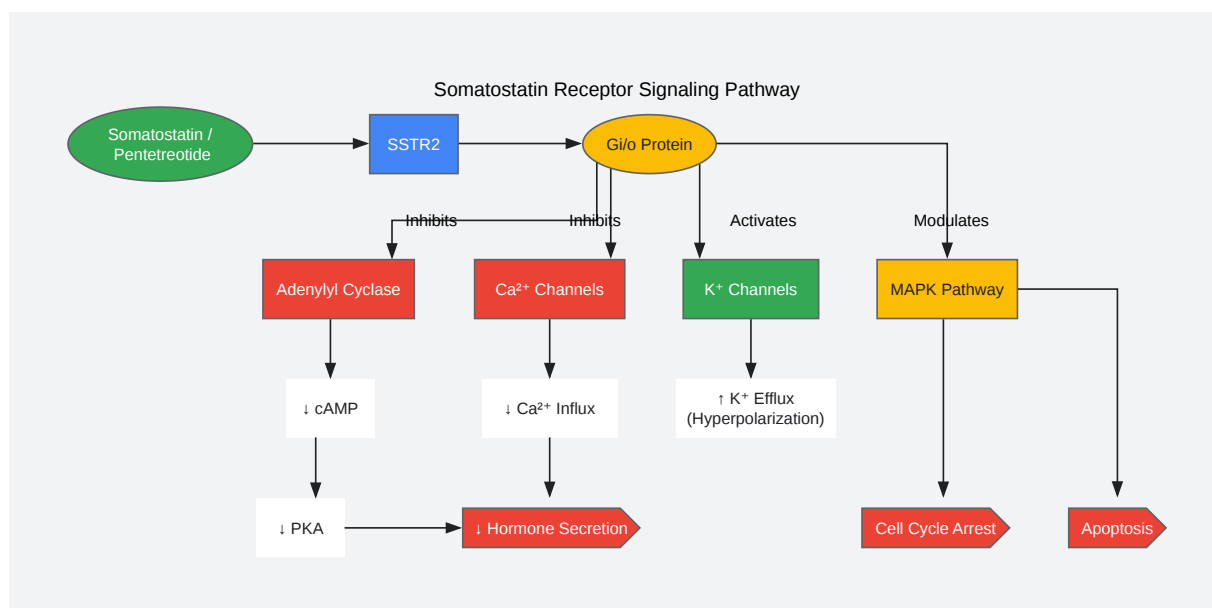 Somatostatin Receptor Signaling Pathway
Somatostatin /
Pentetreotide
SSTR2
Gi/o Protein
Inhibits
Inhibits
Activates
Modulates
Adenylyl Cyclase
Ca²⁺ Channels
K⁺ Channels
MAPK Pathway
↓ cAMP
↓ Ca²⁺ Influx
↑ K⁺ Efflux
(Hyperpolarization)
↓ PKA
↓ Hormone Secretion
Cell Cycle Arrest
Apoptosis